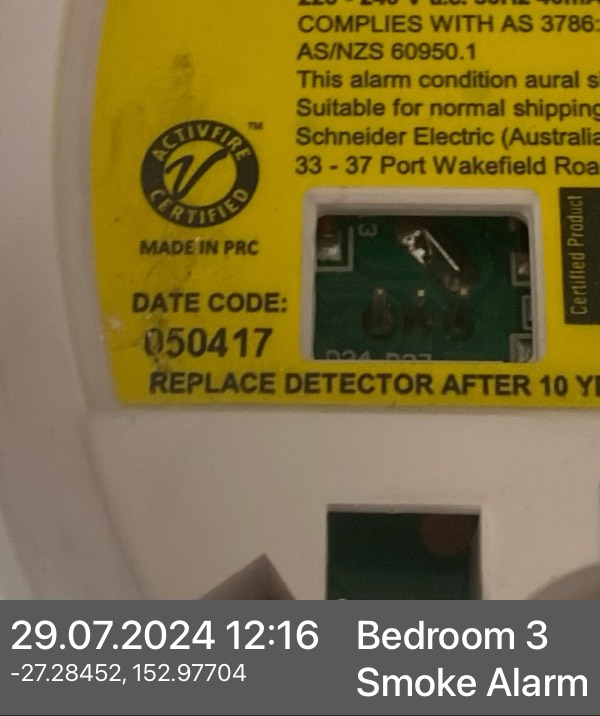 COMPLIES WITH AS 3786:
AS/NZS 60950.1
This alarm condition aural s
Suitable for normal shipping
Schneider Electric (Australia
33 - 37 Port Wakefield Roa
ACTIVFIRE
TM
CERTIFIED
Certified Product
MADE IN PRC
DATE CODE:
050417
REPLACE DETECTOR AFTER 10 YE
29.07.2024 12:16
-27.28452, 152.97704
Bedroom 3
Smoke Alarm